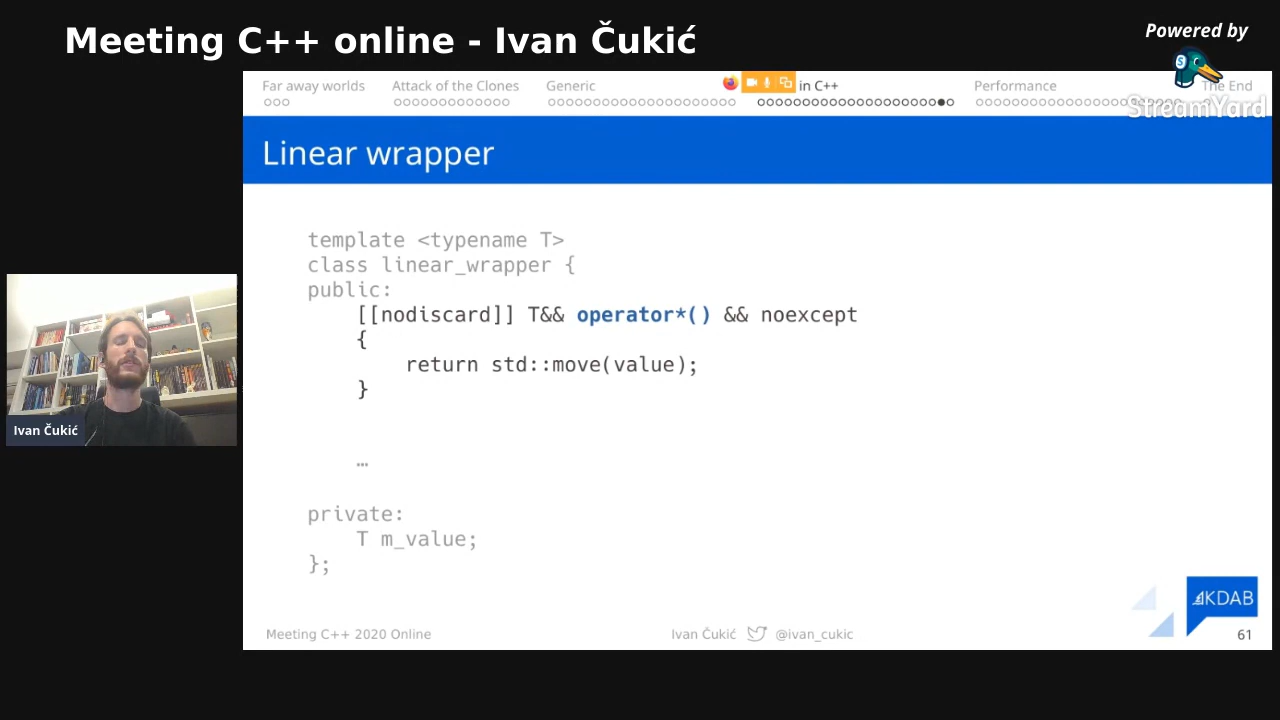 Meeting C++ online - Ivan Čukić
Powered by
StreamYard
Far away worlds
Attack of the Clones
Generic
in C++
Performance
The End
Linear wrapper
template <typename T>
class linear_wrapper {
public:
[[nodiscard]] T&& operator*() && noexcept
{
return std::move(value);
}
…
private:
T m_value;
};
Ivan Čukić
KDAB
Meeting C++ 2020 Online
Ivan Čukić @ivan_cukic
61